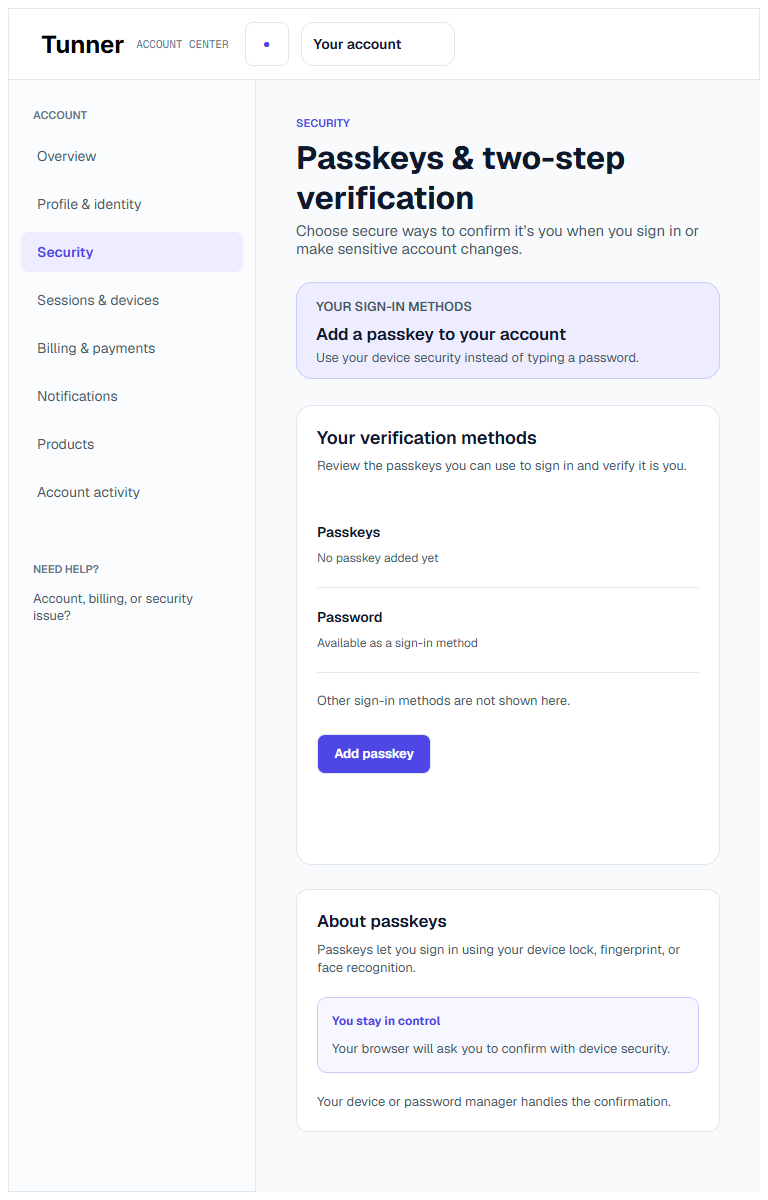 Tunner ACCOUNT CENTER
Your account
ACCOUNT
Overview
Profile & identity
Security
Sessions & devices
Billing & payments
Notifications
Products
Account activity
NEED HELP?
Account, billing, or security
issue?
SECURITY
Passkeys & two-step
verification
Choose secure ways to confirm it’s you when you sign in or
make sensitive account changes.
YOUR SIGN-IN METHODS
Add a passkey to your account
Use your device security instead of typing a password.
Your verification methods
Review the passkeys you can use to sign in and verify it is you.
Passkeys
No passkey added yet
Password
Available as a sign-in method
Other sign-in methods are not shown here.
Add passkey
About passkeys
Passkeys let you sign in using your device lock, fingerprint, or
face recognition.
You stay in control
Your browser will ask you to confirm with device security.
Your device or password manager handles the confirmation.